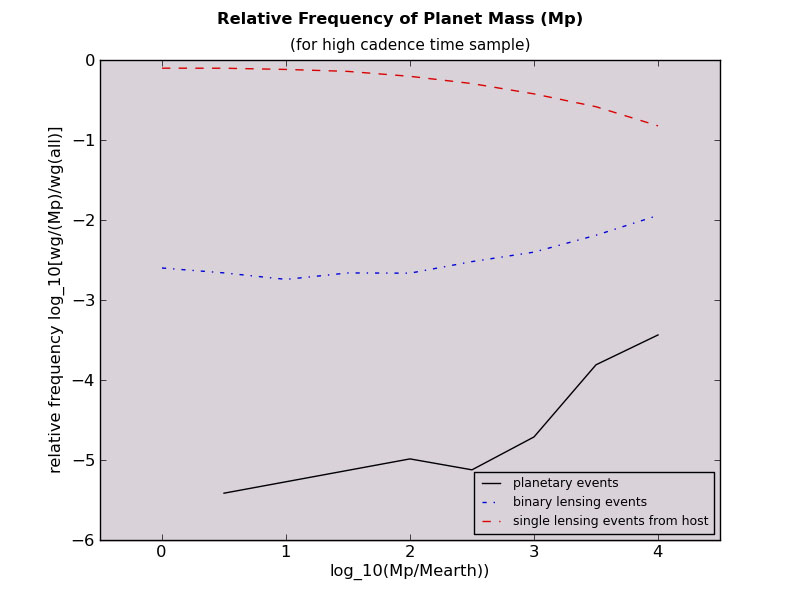 Relative Frequency of Planet Mass (Mp)
(for high cadence time sample)
relative frequency log_10[wg/(Mp)/wg(all)]
0
−1
−2
−3
−4
−5
−6
planetary events
binary lensing events
single lensing events from host
0 1 2 3 4
log_10(Mp/Mearth))